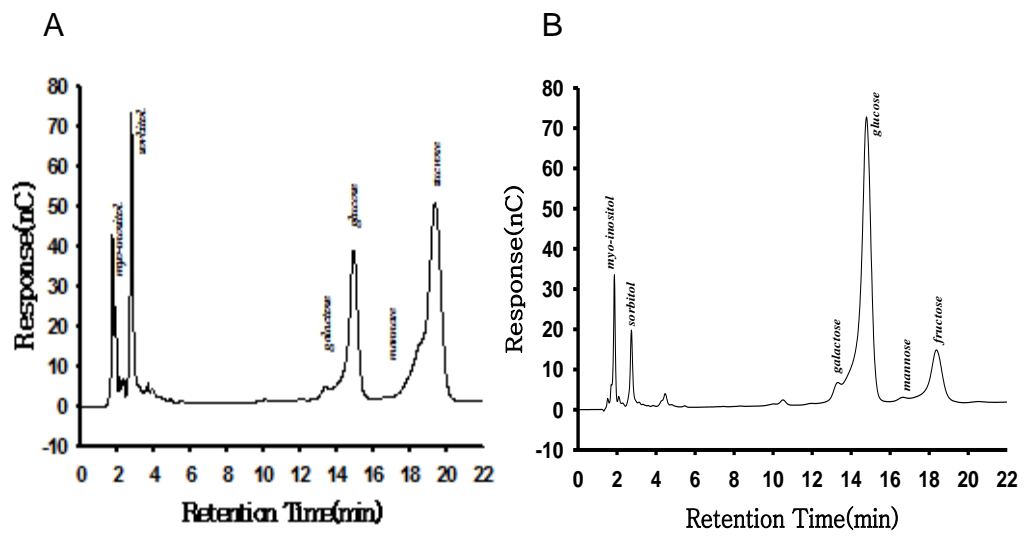 A
80
70
60
50
40
30
20
10
0
-10
Response(nC)
myo-inositol
sorbitol
galactose
glucose
mannose
sucrose
0 2 4 6 8 10 12 14 16 18 20 22
Retention Time(min)
B
80
70
60
50
40
30
20
10
0
-10
Response(nC)
myo-inositol
sorbitol
galactose
glucose
mannose
fructose
0 2 4 6 8 10 12 14 16 18 20 22
Retention Time(min)